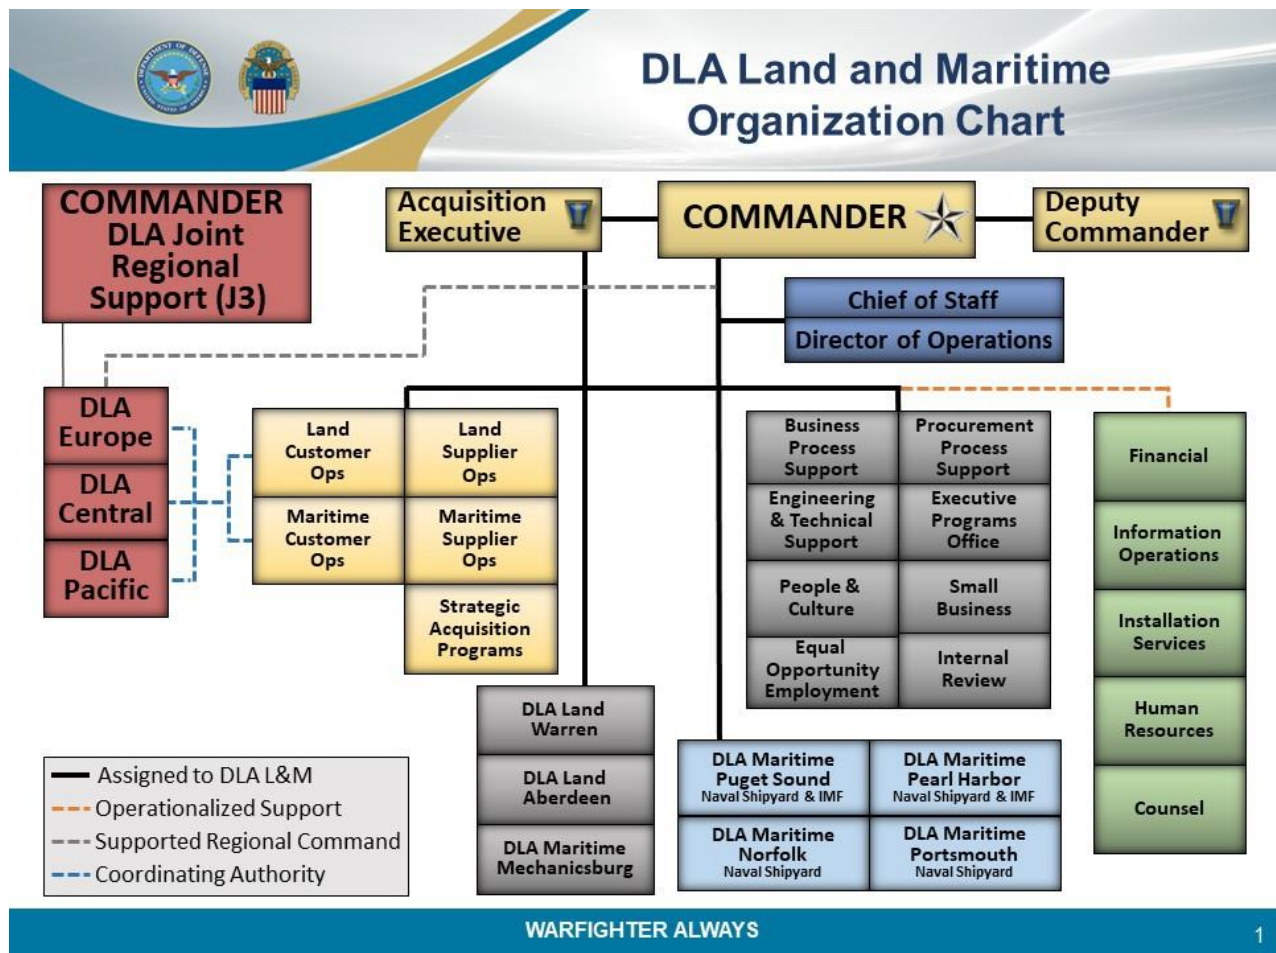 DLA Land and Maritime
Organization Chart
COMMANDER
DLA Joint
Regional
Support (J3)
Acquisition
Executive
COMMANDER
Deputy
Commander
Chief of Staff
Director of Operations
DLA
Europe
DLA
Central
DLA
Pacific
Land
Customer
Ops
Land
Supplier
Ops
Maritime
Customer
Ops
Maritime
Supplier
Ops
Strategic
Acquisition
Programs
Business
Process
Support
Procurement
Process
Support
Engineering
& Technical
Support
Executive
Programs
Office
People &
Culture
Small
Business
Equal
Opportunity
Employment
Internal
Review
Financial
Information
Operations
Installation
Services
Human
Resources
Counsel
DLA Land
Warren
DLA Land
Aberdeen
DLA Maritime
Mechanicsburg
DLA Maritime
Puget Sound
Naval Shipyard & IMF
DLA Maritime
Pearl Harbor
Naval Shipyard & IMF
DLA Maritime
Norfolk
Naval Shipyard
DLA Maritime
Portsmouth
Naval Shipyard
Assigned to DLA L&M
Operationalized Support
Supported Regional Command
Coordinating Authority
WARFIGHTER ALWAYS
1